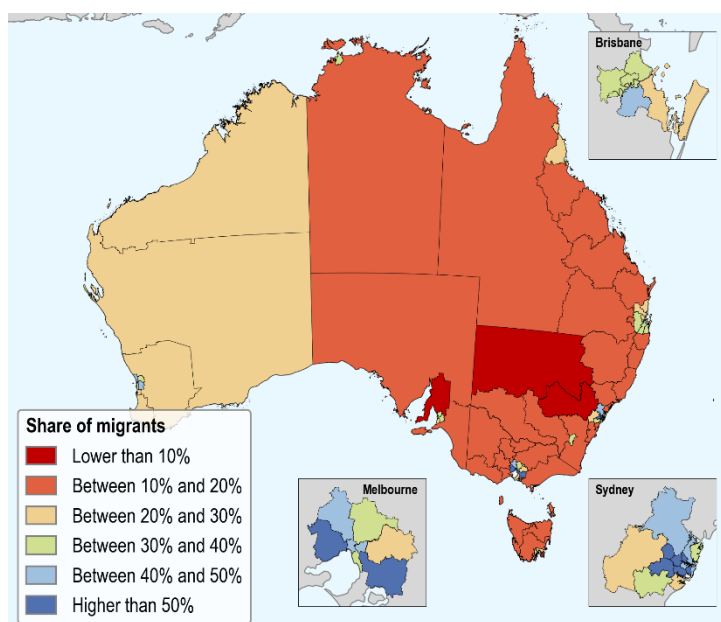 Brisbane
Share of migrants
Lower than 10%
Between 10% and 20%
Between 20% and 30%
Between 30% and 40%
Between 40% and 50%
Higher than 50%
Melbourne
Sydney